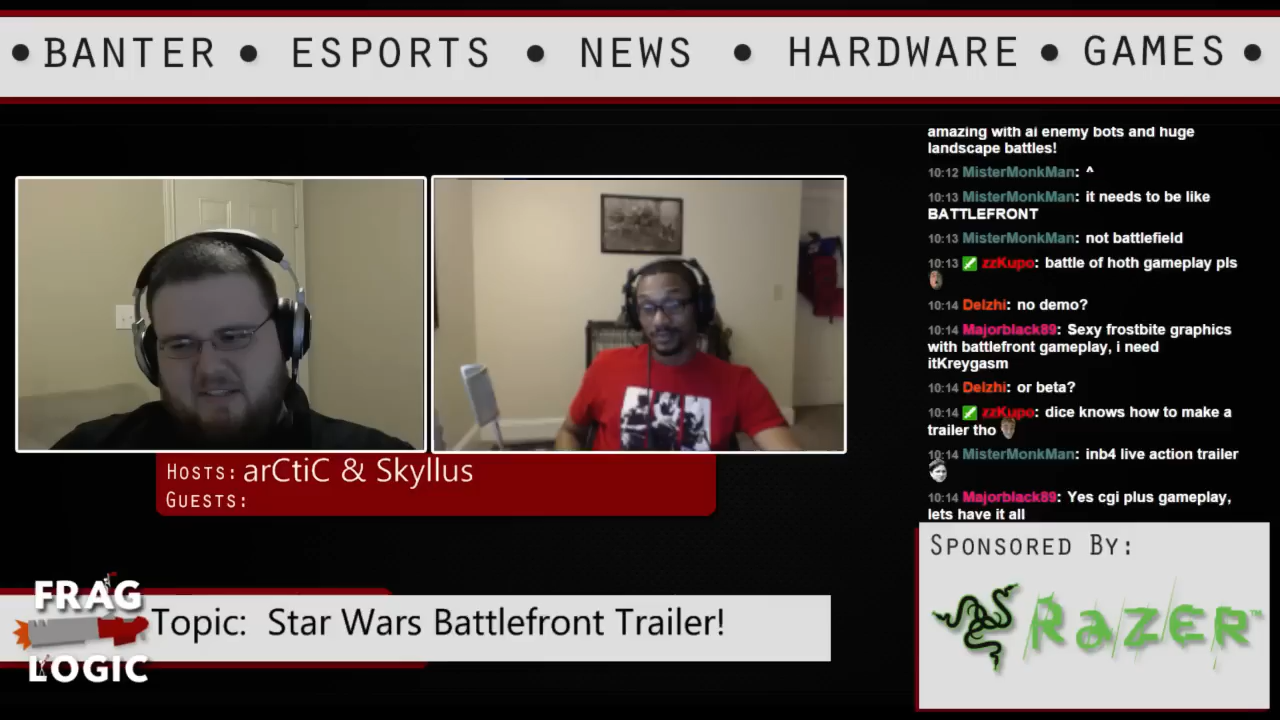 • BANTER • ESPORTS • NEWS • HARDWARE • GAMES •
amazing with ai enemy bots and huge
landscape battles!
10:12 MisterMonkMan: ^
10:13 MisterMonkMan: it needs to be like
BATTLEFRONT
10:13 MisterMonkMan: not battlefield
10:13 zzKupo: battle of hoth gameplay pls
10:14 Delzhi: no demo?
10:14 Majorblack89: Sexy frostbite graphics
with battlefront gameplay, i need
itKreygasm
10:14 Delzhi: or beta?
10:14 zzKupo: dice knows how to make a
trailer tho
10:14 MisterMonkMan: inb4 live action trailer
10:14 Majorblack89: Yes cgi plus gameplay,
lets have it all
HOSTS: arCtiC & Skyllus
GUESTS:
SPONSORED BY:
RAZER™
FRAG
LOGIC
Topic: Star Wars Battlefront Trailer!